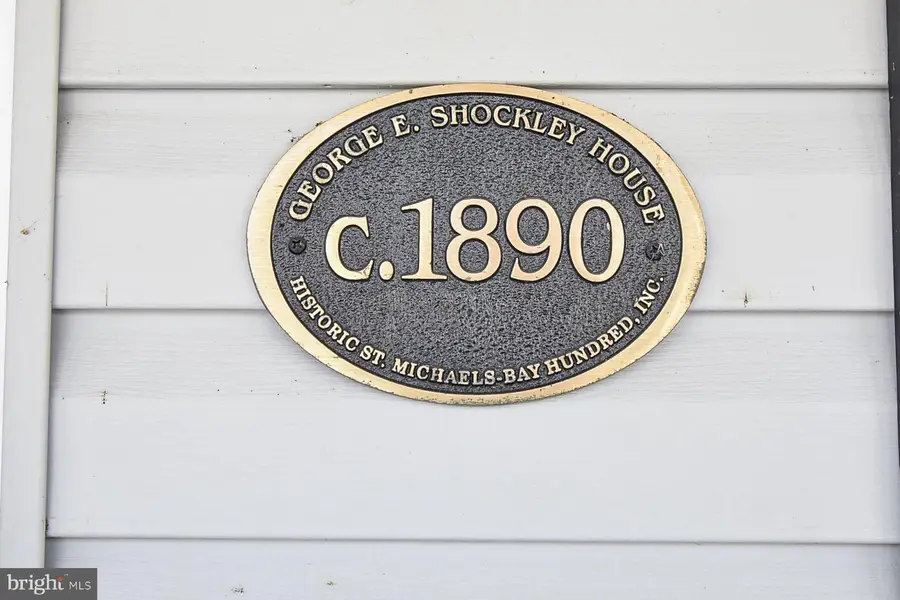 GEORGE E. SHOCKLEY HOUSE
c.1890
HISTORIC ST. MICHAELS-BAY HUNDRED, INC.
bright MLS